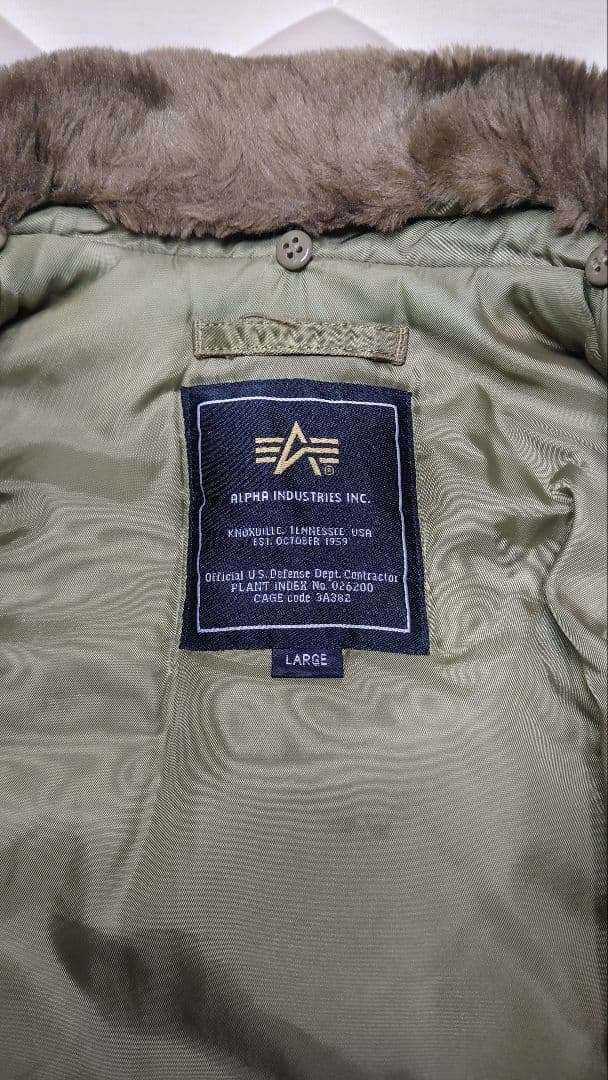 ALPHA INDUSTRIES INC.
KNOXVILLE, TENNESSEE, USA
EST. OCTOBER 1959
Official U.S. Defense Dept. Contractor
PLANT INDEX No. 026200
CAGE code 3A382
LARGE